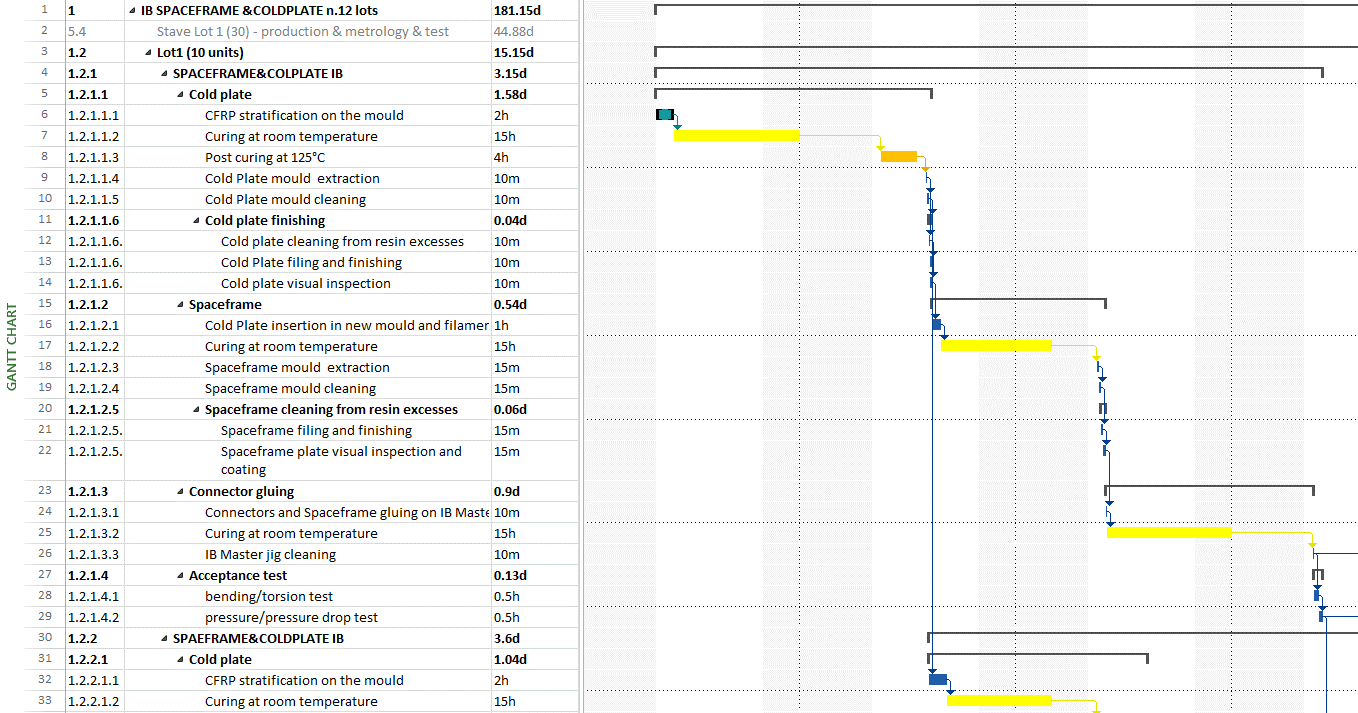 GANTT CHART
1 1 IB SPACEFRAME &COLDPLATE n.12 lots 181.15d
2 5.4 Stave Lot 1 (30) - production & metrology & test 44.88d
3 1.2 Lot1 (10 units) 15.15d
4 1.2.1 SPACEFRAME&COLPLATE IB 3.15d
5 1.2.1.1 Cold plate 1.58d
6 1.2.1.1.1 CFRP stratification on the mould 2h
7 1.2.1.1.2 Curing at room temperature 15h
8 1.2.1.1.3 Post curing at 125°C 4h
9 1.2.1.1.4 Cold Plate mould extraction 10m
10 1.2.1.1.5 Cold Plate mould cleaning 10m
11 1.2.1.1.6 Cold plate finishing 0.04d
12 1.2.1.1.6. Cold plate cleaning from resin excesses 10m
13 1.2.1.1.6. Cold Plate filing and finishing 10m
14 1.2.1.1.6. Cold plate visual inspection 10m
15 1.2.1.2 Spaceframe 0.54d
16 1.2.1.2.1 Cold Plate insertion in new mould and filamer 1h
17 1.2.1.2.2 Curing at room temperature 15h
18 1.2.1.2.3 Spaceframe mould extraction 15m
19 1.2.1.2.4 Spaceframe mould cleaning 15m
20 1.2.1.2.5 Spaceframe cleaning from resin excesses 0.06d
21 1.2.1.2.5. Spaceframe filing and finishing 15m
22 1.2.1.2.5. Spaceframe plate visual inspection and 15m
coating
23 1.2.1.3 Connector gluing 0.9d
24 1.2.1.3.1 Connectors and Spaceframe gluing on IB Maste 10m
25 1.2.1.3.2 Curing at room temperature 15h
26 1.2.1.3.3 IB Master jig cleaning 10m
27 1.2.1.4 Acceptance test 0.13d
28 1.2.1.4.1 bending/torsion test 0.5h
29 1.2.1.4.2 pressure/pressure drop test 0.5h
30 1.2.2 SPAEFRAME&COLDPLATE IB 3.6d
31 1.2.2.1 Cold plate 1.04d
32 1.2.2.1.1 CFRP stratification on the mould 2h
33 1.2.2.1.2 Curing at room temperature 15h